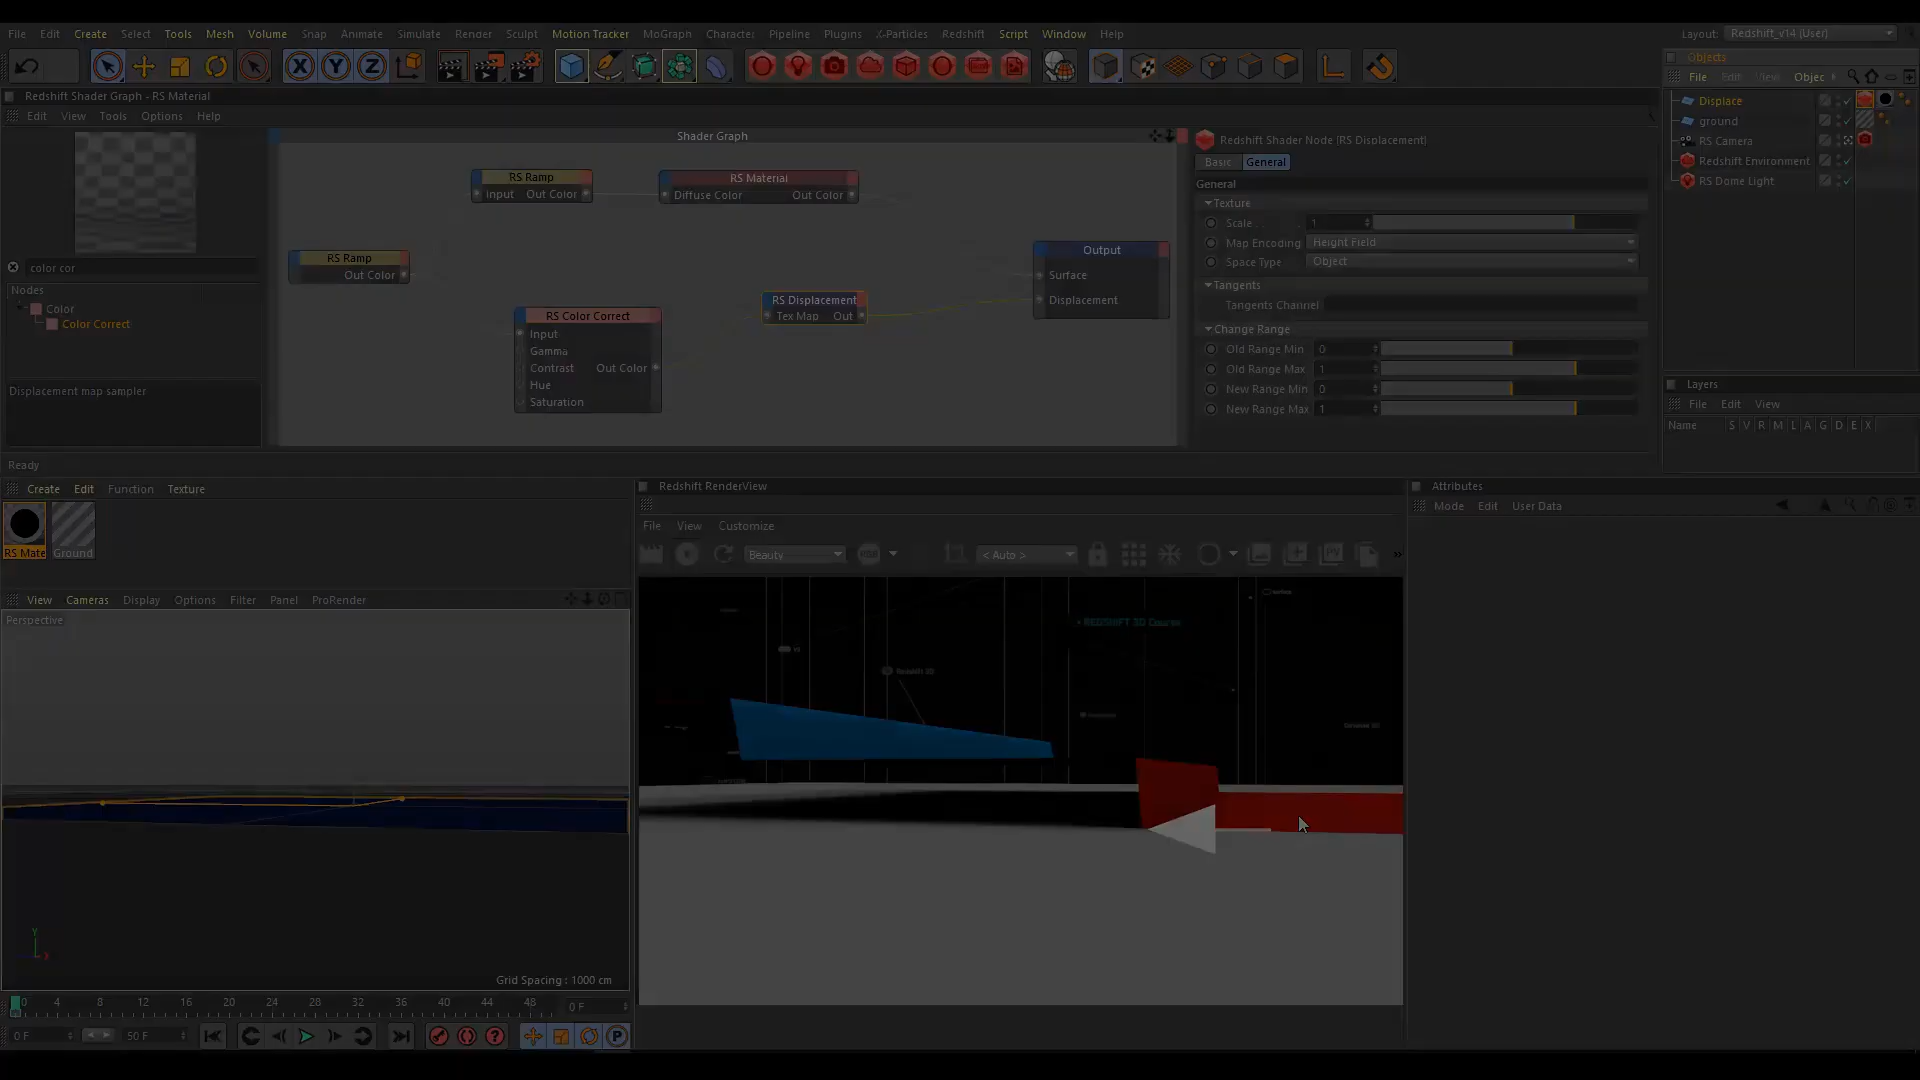 File Edit Create Select Tools Mesh Volume Snap Animate Simulate Render Sculpt Motion Tracker MoGraph Character Pipeline Plugins X-Particles Redshift Script Window Help
Layout: Redshift_v14 (User)
Objects
File Edit View Objec
Redshift Shader Graph - RS Material
Edit View Tools Options Help
Shader Graph
color cor
Nodes
Color
Color Correct
Displacement map sampler
Ready
RS Ramp
Input Out Color
RS Material
Diffuse Color Out Color
RS Ramp
Out Color
RS Color Correct
Input
Gamma
Contrast Out Color
Hue
Saturation
RS Displacement
Tex Map Out
Output
Surface
Displacement
Redshift Shader Node [RS Displacement]
Basic General
General
Texture
Scale . . 1
Map Encoding Height Field
Space Type Object
Tangents
Tangents Channel
Change Range
Old Range Min 0
Old Range Max 1
New Range Min 0
New Range Max 1
Displace
ground
RS Camera
Redshift Environment
RS Dome Light
Layers
File Edit View
Name S V R M L A G D E X
Create Edit Function Texture
RS Mate Ground
View Cameras Display Options Filter Panel ProRender
Perspective
Y
X
Grid Spacing : 1000 cm
0 4 8 12 16 20 24 28 32 36 40 44 48 0 F
0 F 50 F
P
Redshift RenderView
File View Customize
Beauty < Auto >
• REDSHIFT 3D Course
Redshift 3D
Attributes
Mode Edit User Data